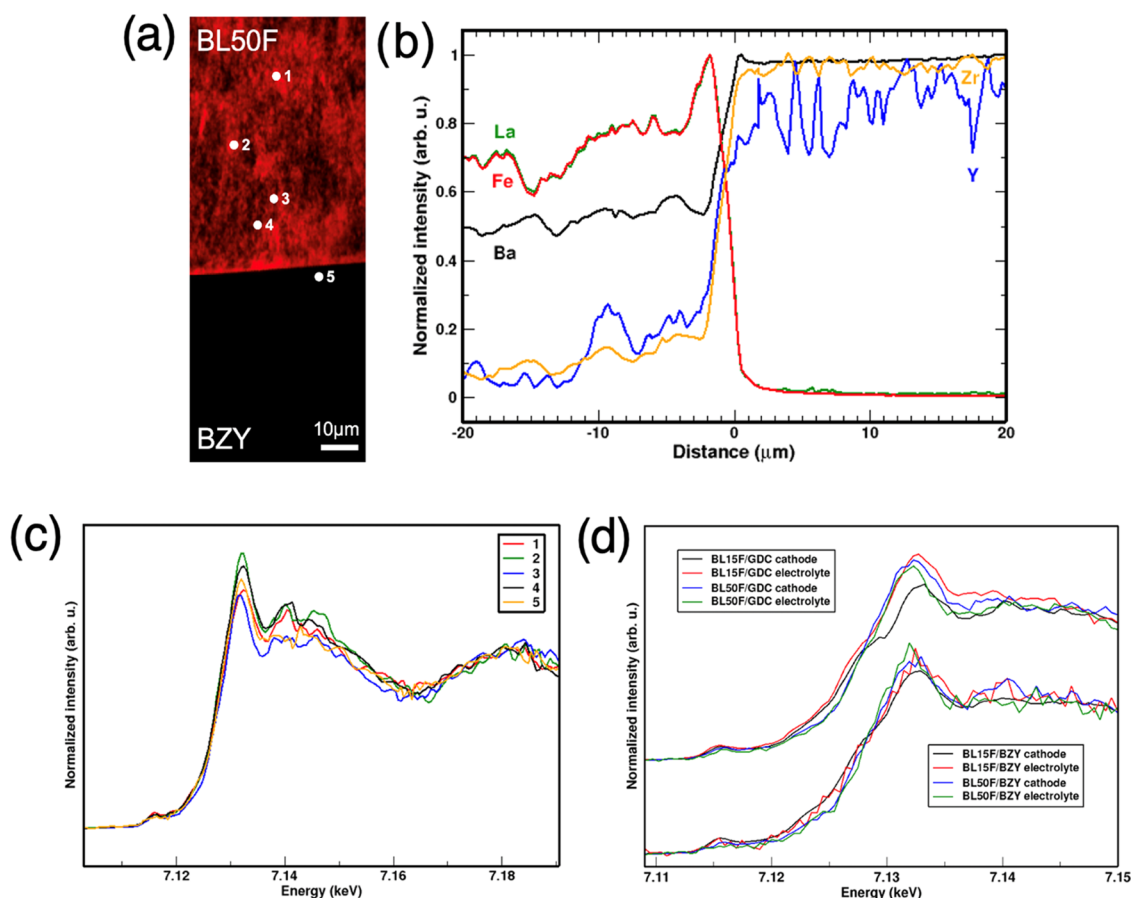 (a)
BL50F
1
2
3
4
5
BZY
10μm
(b)
Normalized intensity (arb. u.)
1
0.8
0.6
0.4
0.2
0
La
Fe
Ba
Zr
Y
-20
-10
0
10
20
Distance (μm)
(c)
Normalized intensity (arb. u.)
1
2
3
4
5
7.12
7.14
7.16
7.18
Energy (keV)
(d)
Normalized intensity (arb. u.)
BL15F/GDC cathode
BL15F/GDC electrolyte
BL50F/GDC cathode
BL50F/GDC electrolyte
BL15F/BZY cathode
BL15F/BZY electrolyte
BL50F/BZY cathode
BL50F/BZY electrolyte
7.11
7.12
7.13
7.14
7.15
Energy (keV)